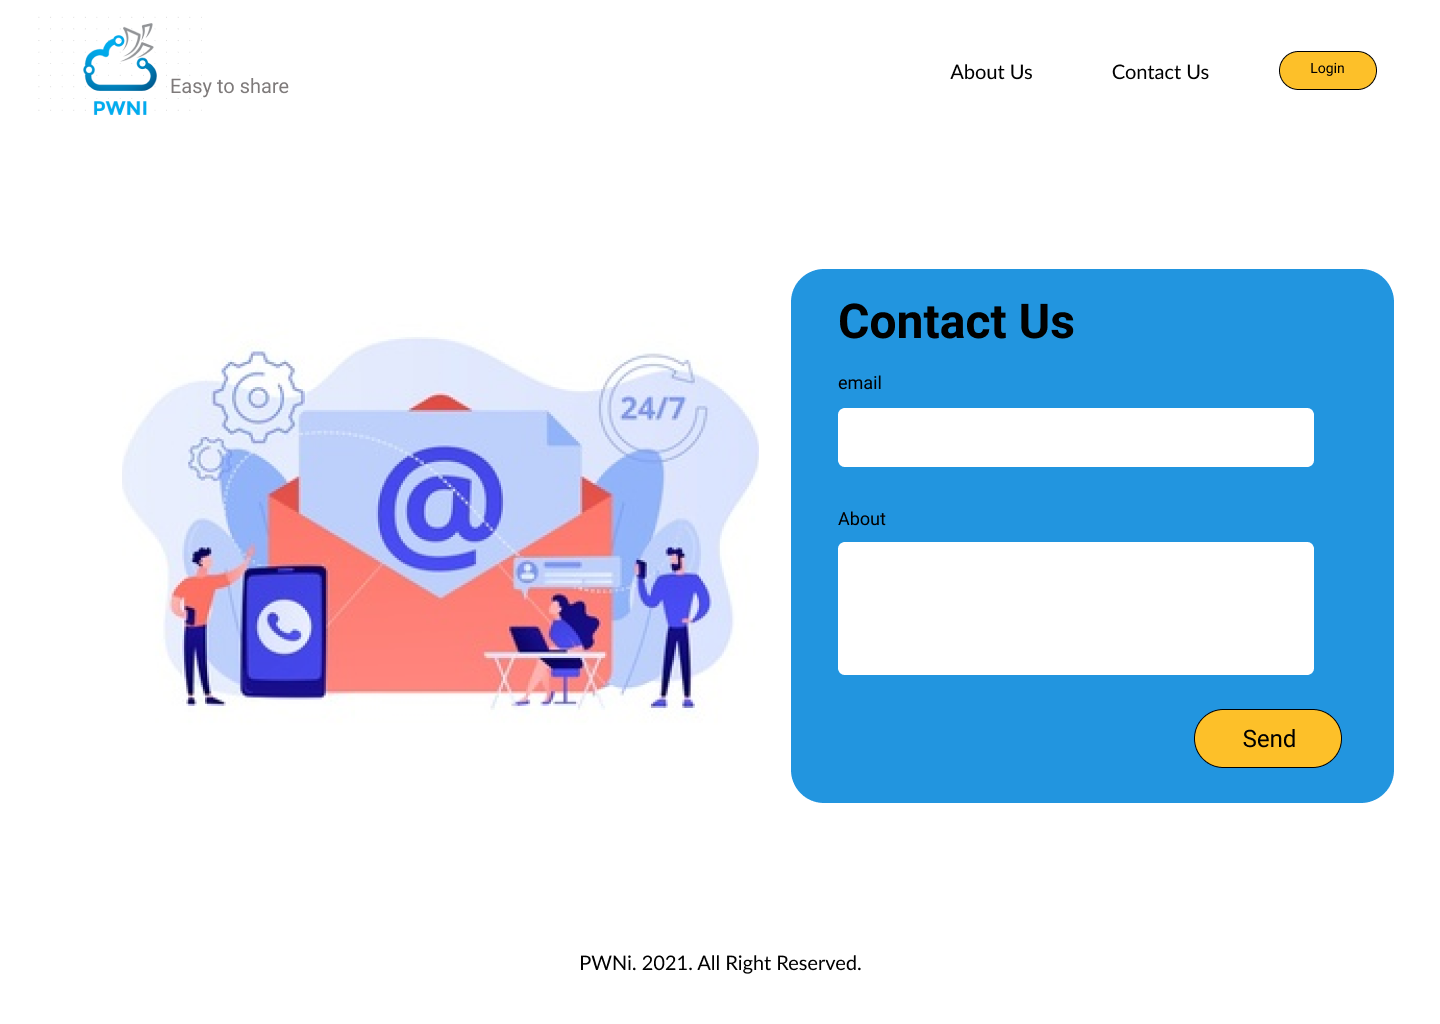 PWNI
Easy to share
About Us
Contact Us
Login
24/7
@
Contact Us
email
About
Send
PWNi. 2021. All Right Reserved.